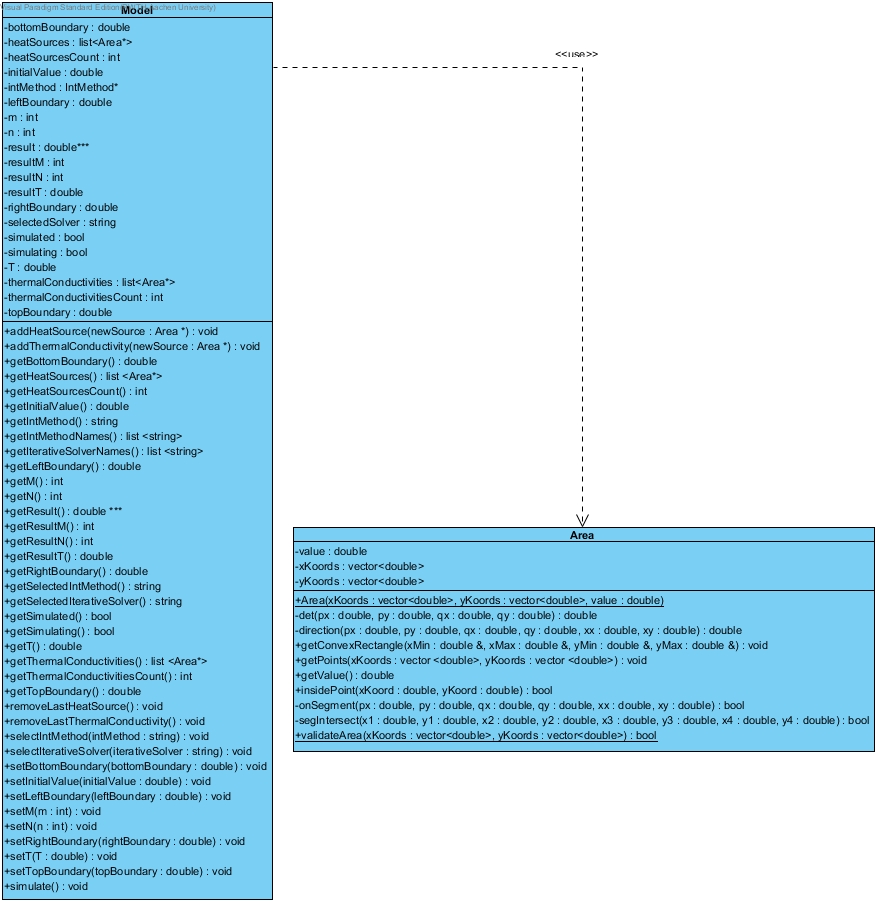 Visual Paradigm Standard Edition
achen University)
Model
-bottomBoundary : double
-heatSources : list<Area*>
-heatSourcesCount : int
-initialValue : double
-intMethod : IntMethod*
-leftBoundary : double
-m : int
-n : int
-result : double***
-resultM : int
-resultN : int
-resultT : double
-rightBoundary : double
-selectedSolver : string
-simulated : bool
-simulating : bool
-T : double
-thermalConductivities : list<Area*>
-thermalConductivitiesCount : int
-topBoundary : double
+addHeatSource(newSource : Area *) : void
+addThermalConductivity(newSource : Area *) : void
+getBottomBoundary() : double
+getHeatSources() : list <Area*>
+getHeatSourcesCount() : int
+getInitialValue() : double
+getIntMethod() : string
+getIntMethodNames() : list <string>
+getIterativeSolverNames() : list <string>
+getLeftBoundary() : double
+getM() : int
+getN() : int
+getResult() : double ***
+getResultM() : int
+getResultN() : int
+getResultT() : double
+getRightBoundary() : double
+getSelectedIntMethod() : string
+getSelectedIterativeSolver() : string
+getSimulated() : bool
+getSimulating() : bool
+getT() : double
+getThermalConductivities() : list <Area*>
+getThermalConductivitiesCount() : int
+getTopBoundary() : double
+removeLastHeatSource() : void
+removeLastThermalConductivity() : void
+selectIntMethod(intMethod : string) : void
+selectIterativeSolver(iterativeSolver : string) : void
+setBottomBoundary(bottomBoundary : double) : void
+setInitialValue(initialValue : double) : void
+setLeftBoundary(leftBoundary : double) : void
+setM(m : int) : void
+setN(n : int) : void
+setRightBoundary(rightBoundary : double) : void
+setT(T : double) : void
+setTopBoundary(topBoundary : double) : void
+simulate() : void
<<use>>
Area
-value : double
-xKoords : vector<double>
-yKoords : vector<double>
+Area(xKoords : vector<double>, yKoords : vector<double>, value : double)
-det(px : double, py : double, qx : double, qy : double) : double
-direction(px : double, py : double, qx : double, qy : double, xx : double, xy : double) : double
+getConvexRectangle(xMin : double &, xMax : double &, yMin : double &, yMax : double &) : void
+getPoints(xKoords : vector <double>, yKoords : vector <double>) : void
+getValue() : double
+insidePoint(xKoord : double, yKoord : double) : bool
-onSegment(px : double, py : double, qx : double, qy : double, xx : double, xy : double) : bool
-segIntersect(x1 : double, y1 : double, x2 : double, y2 : double, x3 : double, y3 : double, x4 : double, y4 : double) : bool
+validateArea(xKoords : vector<double>, yKoords : vector<double>) : bool